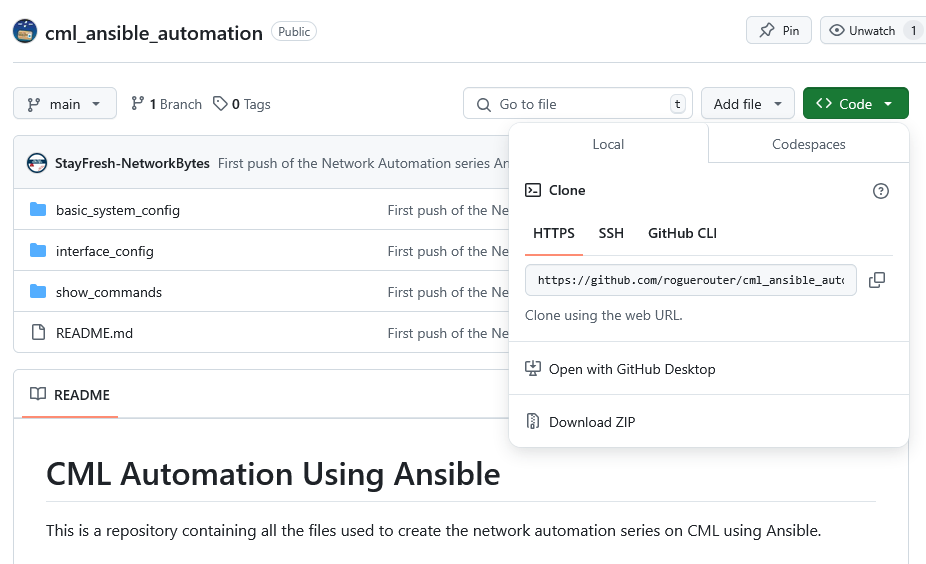 cml_ansible_automation Public Pin Unwatch 1
main 1 Branch 0 Tags Go to file t Add file Code
Local Codespaces
StayFresh-NetworkBytes First push of the Network Automation series An
Clone
basic_system_config First push of the Ne
HTTPS SSH GitHub CLI
interface_config First push of the Ne
https://github.com/roguerouter/cml_ansible_auto
show_commands First push of the Ne
Clone using the web URL.
README.md First push of the Ne
Open with GitHub Desktop
README
Download ZIP
CML Automation Using Ansible
This is a repository containing all the files used to create the network automation series on CML using Ansible.